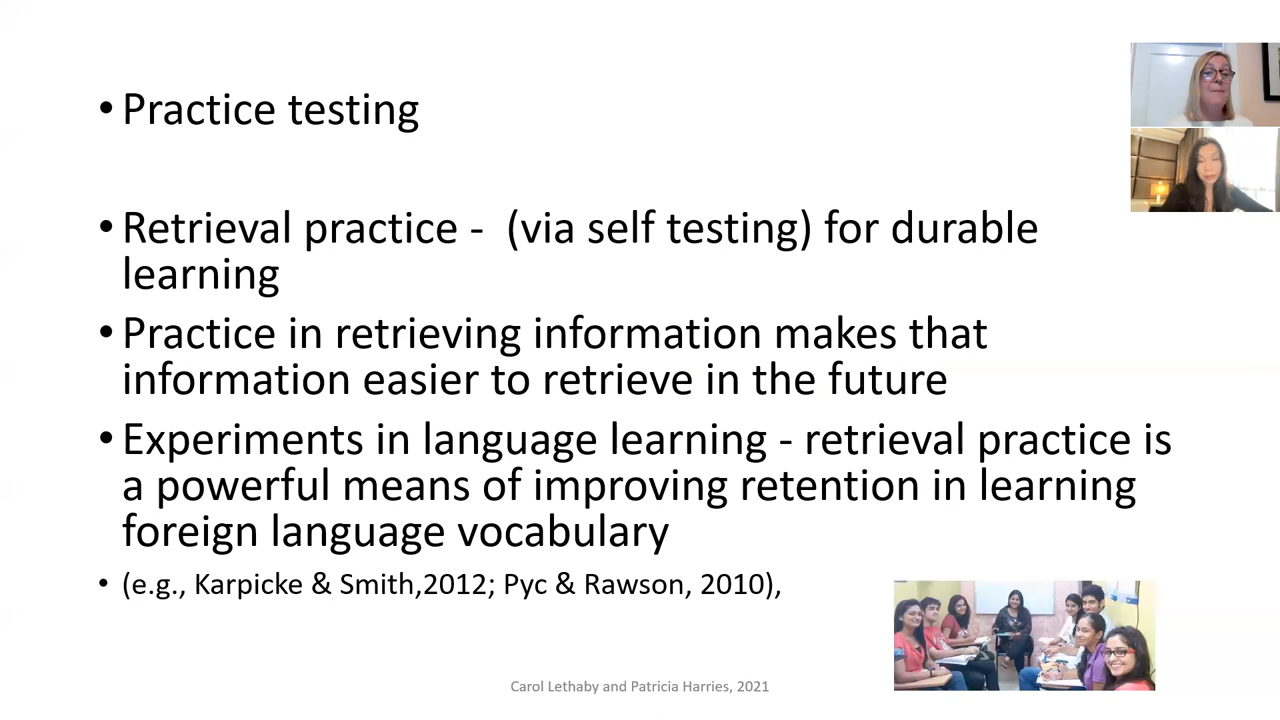 • Practice testing
• Retrieval practice -  (via self testing) for durable
learning
• Practice in retrieving information makes that
information easier to retrieve in the future
• Experiments in language learning - retrieval practice is
a powerful means of improving retention in learning
foreign language vocabulary
• (e.g., Karpicke & Smith,2012; Pyc & Rawson, 2010),
Carol Lethaby and Patricia Harries, 2021